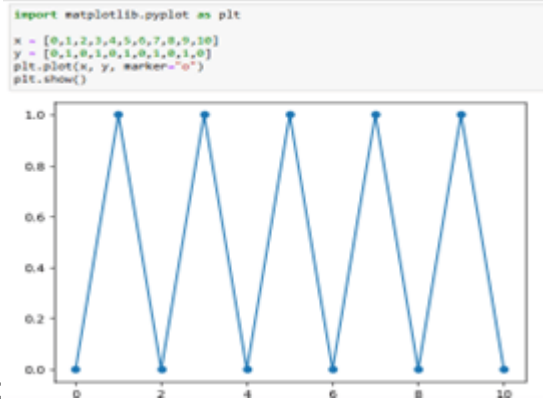 import matplotlib.pyplot as plt
x = [0,1,2,3,4,5,6,7,8,9,10]
y = [0,1,0,1,0,1,0,1,0,1,0]
plt.plot(x, y, marker="o")
plt.show()
1.0
0.8
0.6
0.4
0.2
0.0
0 2 4 6 8 10